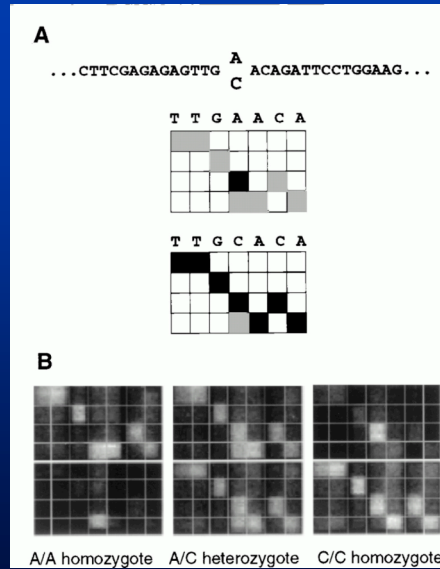 A
A
...CTTCGAGAGAGTTG ACAGATTCCTGGAAG...
C
T T G A A C A
T T G C A C A
B
A/A homozygote A/C heterozygote C/C homozygote